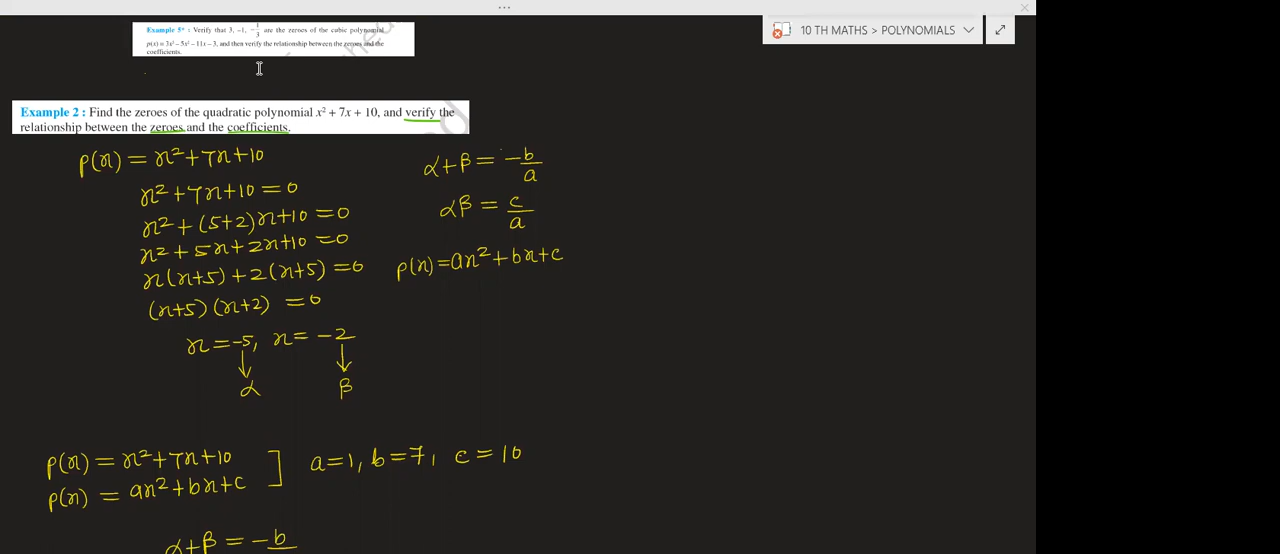 Example 5* : Verify that 3, –1, –1/3 are the zeroes of the cubic polynomial
p(x) = 3x³ – 5x² – 11x – 3, and then verify the relationship between the zeroes and the
coefficients.
10 TH MATHS > POLYNOMIALS
Example 2 : Find the zeroes of the quadratic polynomial x² + 7x + 10, and verify the
relationship between the zeroes and the coefficients.
p(x) = x² + 7x + 10
x² + 7x + 10 = 0
x² + (5+2)x + 10 = 0
x² + 5x + 2x + 10 = 0
x(x+5) + 2(x+5) = 0
(x+5)(x+2) = 0
x = -5, x = -2
α β
α+β = -b/a
αβ = c/a
p(x) = ax² + bx + c
p(x) = x² + 7x + 10
p(x) = ax² + bx + c
a=1, b=7, c=10
α+β = -b